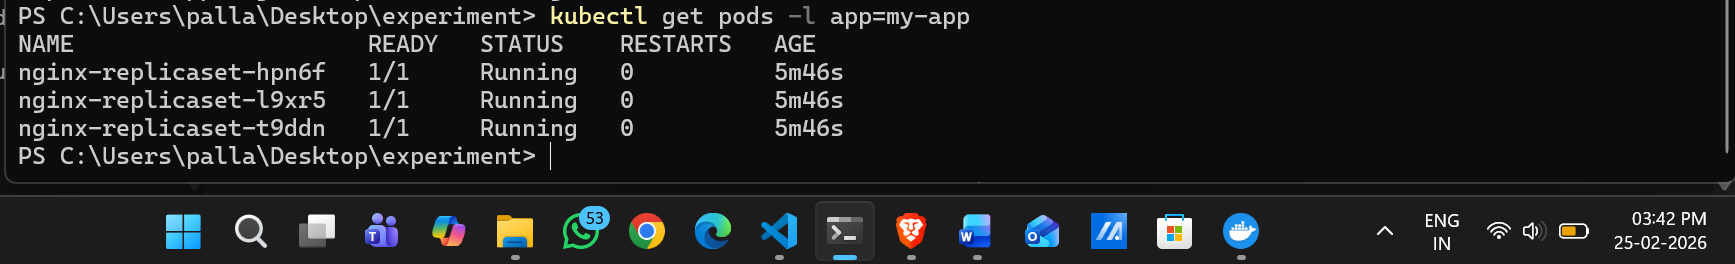 PS C:\Users\palla\Desktop\experiment> kubectl get pods -l app=my-app
NAME READY STATUS RESTARTS AGE
nginx-replicaset-hpn6f 1/1 Running 0 5m46s
nginx-replicaset-l9xr5 1/1 Running 0 5m46s
nginx-replicaset-t9ddn 1/1 Running 0 5m46s
PS C:\Users\palla\Desktop\experiment>
53
ENG
IN
03:42 PM
25-02-2026